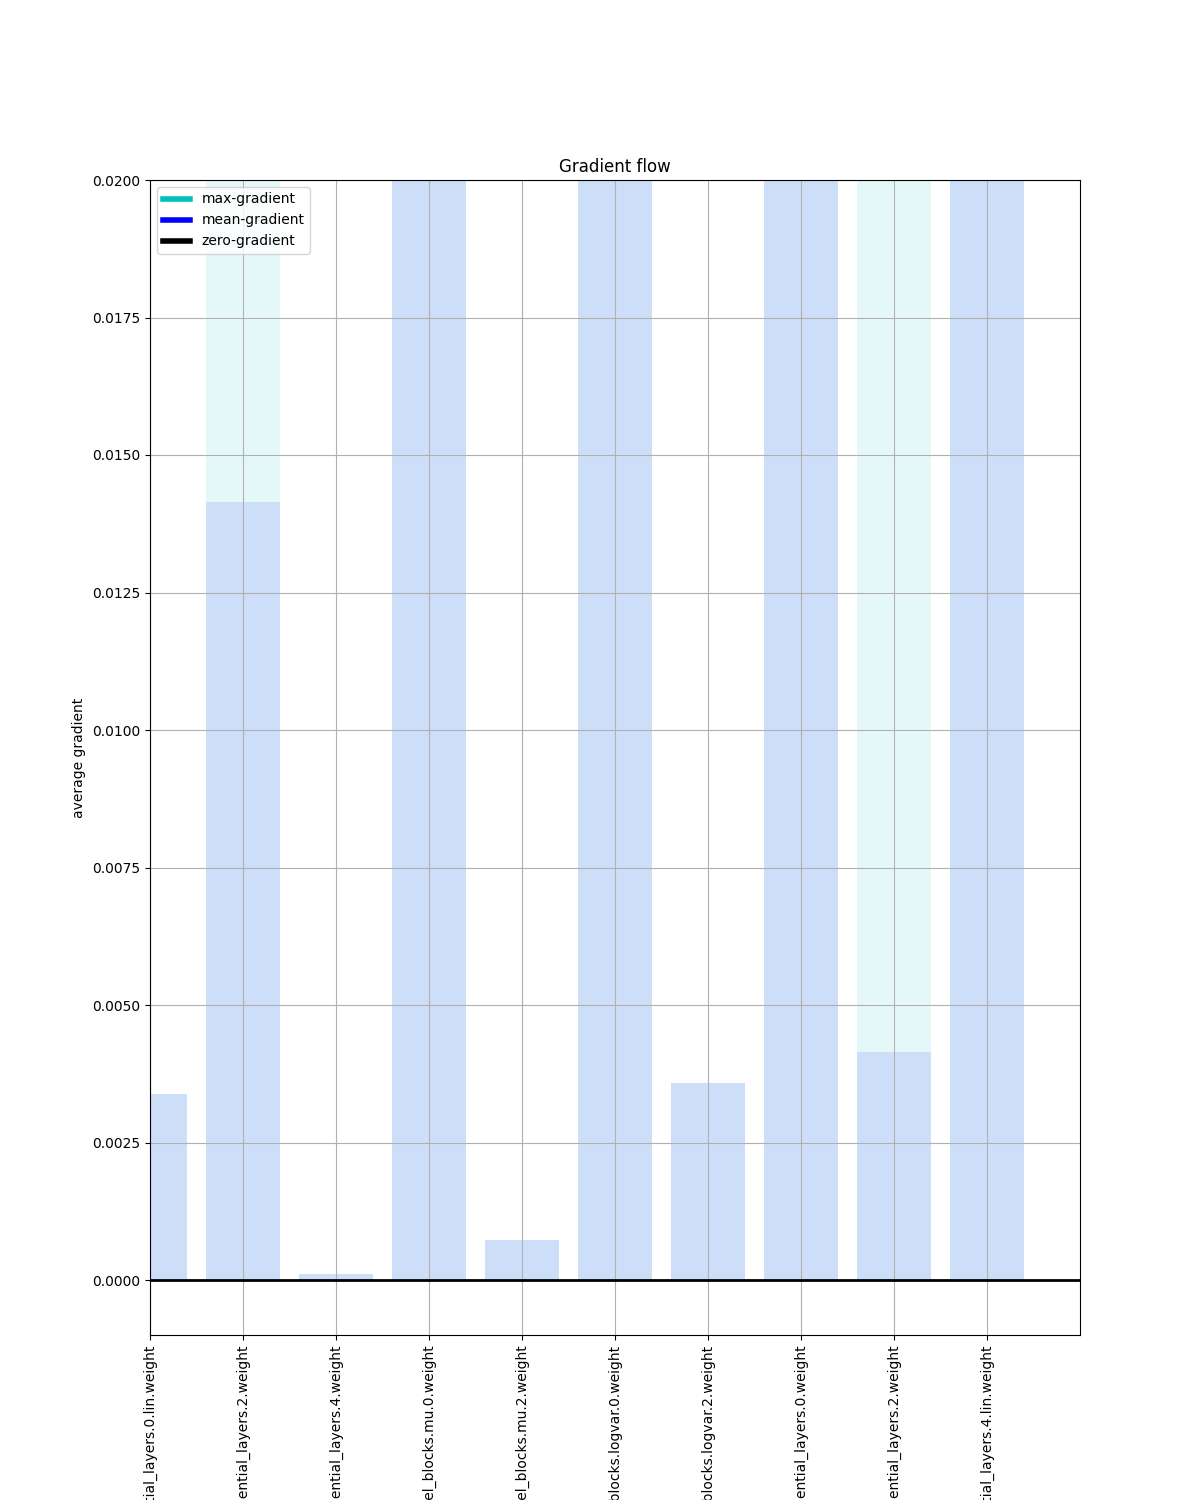 Gradient flow
max-gradient
mean-gradient
zero-gradient
average gradient
0.0200
0.0175
0.0150
0.0125
0.0100
0.0075
0.0050
0.0025
0.0000
tial_layers.0.lin.weight
ential_layers.2.weight
ential_layers.4.weight
el_blocks.mu.0.weight
el_blocks.mu.2.weight
blocks.logvar.0.weight
blocks.logvar.2.weight
ential_layers.0.weight
ential_layers.2.weight
tial_layers.4.lin.weight